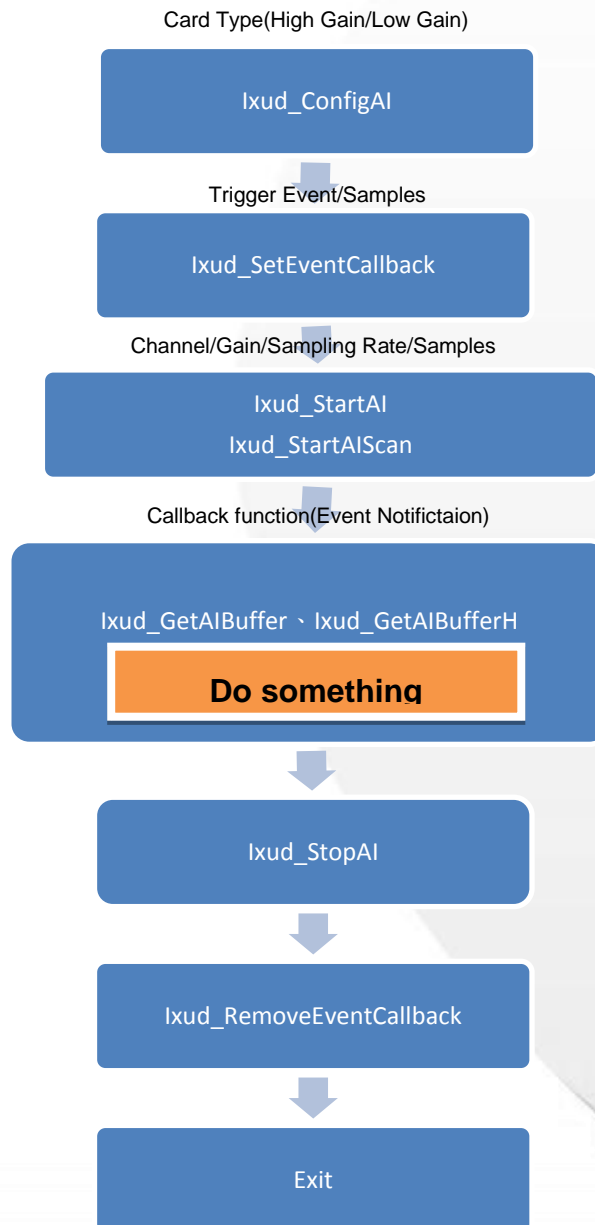 Card Type(High Gain/Low Gain)
Ixud_ConfigAI
Trigger Event/Samples
Ixud_SetEventCallback
Channel/Gain/Sampling Rate/Samples
Ixud_StartAI
Ixud_StartAIScan
Callback function(Event Notifictaion)
Ixud_GetAIBuffer、Ixud_GetAIBufferH
Do something
Ixud_StopAI
Ixud_RemoveEventCallback
Exit